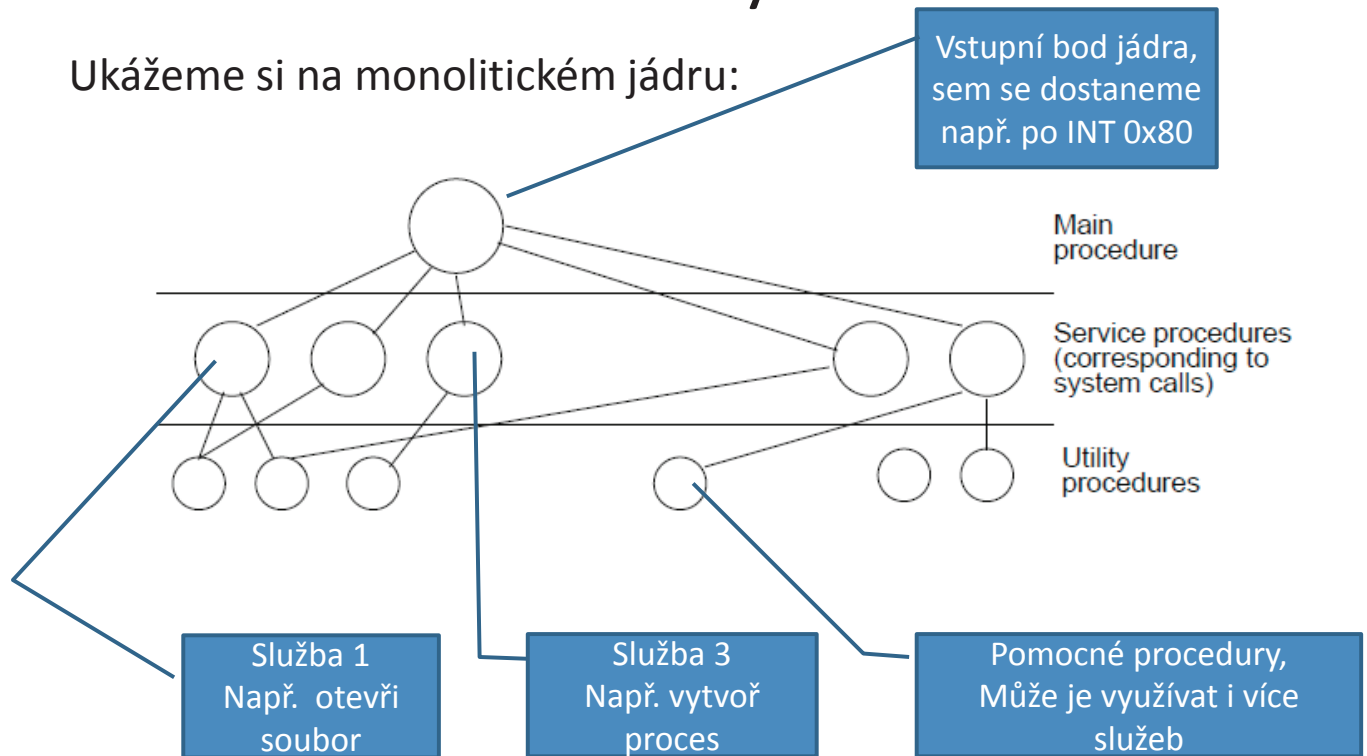 Ukážeme si na monolitickém jádru:
Vstupní bod jádra,
sem se dostaneme
např. po INT 0x80
Main
procedure
Service procedures
(corresponding to
system calls)
Utility
procedures
Služba 1
Např. otevři
soubor
Služba 3
Např. vytvoř
proces
Pomocné procedury,
Může je využívat i více
služeb